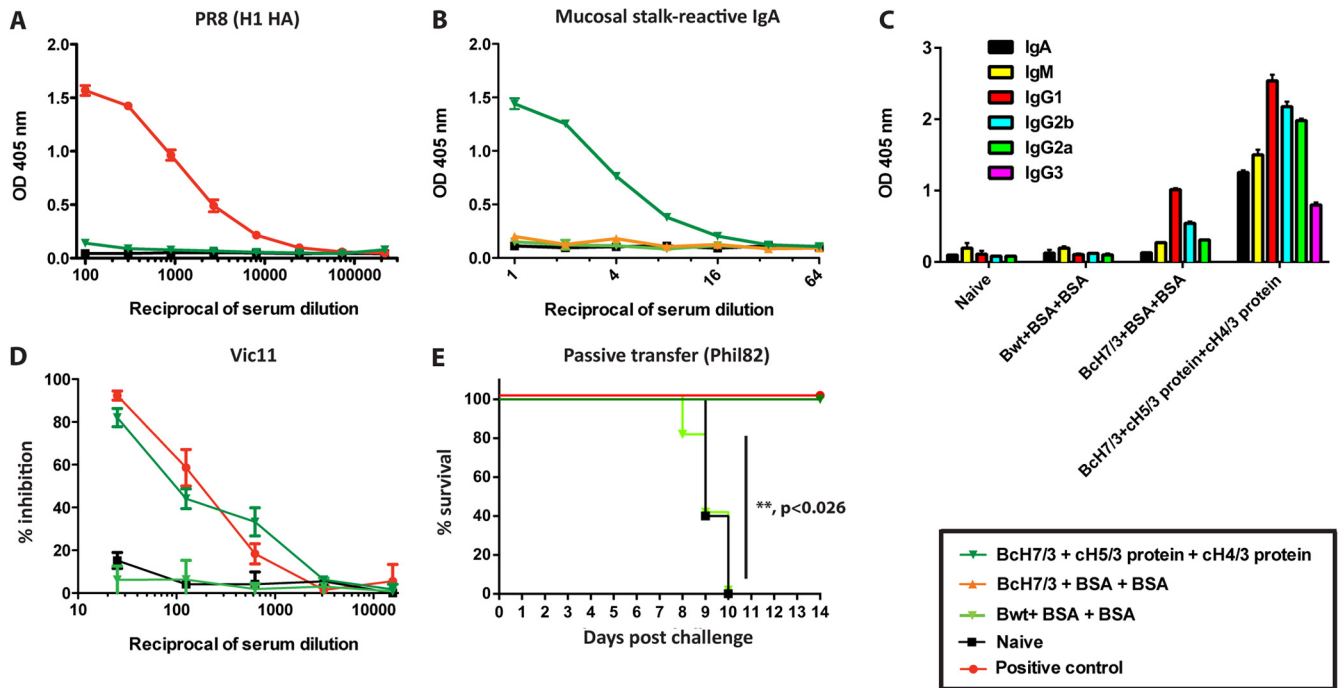 A
PR8 (H1 HA)
OD 405 nm
2.0
1.5
1.0
0.5
0.0
100
1000
10000
100000
Reciprocal of serum dilution
B
Mucosal stalk-reactive IgA
OD 405 nm
2.0
1.5
1.0
0.5
0.0
1
4
16
64
Reciprocal of serum dilution
C
OD 405 nm
3
2
1
0
IgA
IgM
IgG1
IgG2b
IgG2a
IgG3
Naive
Bwt+BSA+BSA
BcH7/3+BSA+BSA
BcH7/3+cH5/3 protein+cH4/3 protein
D
Vic11
% inhibition
100
80
60
40
20
0
10
100
1000
10000
Reciprocal of serum dilution
E
Passive transfer (Phil82)
% survival
100
80
60
40
20
0
0 1 2 3 4 5 6 7 8 9 10 11 12 13 14
**, p<0.026
Days post challenge
BcH7/3 + cH5/3 protein + cH4/3 protein
BcH7/3 + BSA + BSA
Bwt+ BSA + BSA
Naive
Positive control